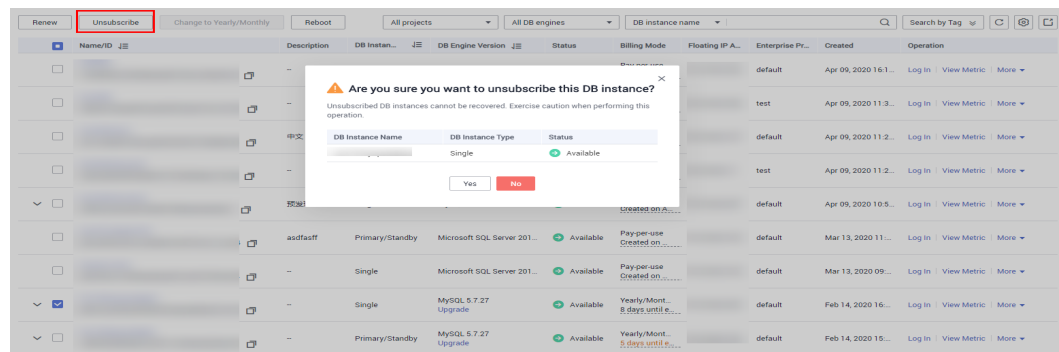 Renew Unsubscribe Change to Yearly/Monthly Reboot All projects All DB engines DB instance name Search by Tag
Name/ID Description DB Instan... DB Engine Version Status Billing Mode Floating IP A... Enterprise Pr... Created Operation
– default Apr 09, 2020 16:1... Log In View Metric More
Are you sure you want to unsubscribe this DB instance?
Unsubscribed DB instances cannot be recovered. Exercise caution when performing this
operation.
– test Apr 09, 2020 11:3... Log In View Metric More
DB Instance Name DB Instance Type Status
Single Available
中文 default Apr 09, 2020 11:2... Log In View Metric More
– test Apr 09, 2020 11:2... Log In View Metric More
Yes No
Created on A... default Apr 09, 2020 10:5... Log In View Metric More
asdfasff Primary/Standby Microsoft SQL Server 201... Available Pay-per-use
Created on ... default Mar 13, 2020 11:... Log In View Metric More
– Single Microsoft SQL Server 201... Available Pay-per-use
Created on ... default Mar 13, 2020 09:... Log In View Metric More
– Single MySQL 5.7.27 Available Yearly/Mont...
Upgrade 8 days until e... default Feb 14, 2020 16:... Log In View Metric More
– Primary/Standby MySQL 5.7.27 Available Yearly/Mont...
Upgrade 5 days until e... default Feb 14, 2020 15:... Log In View Metric More